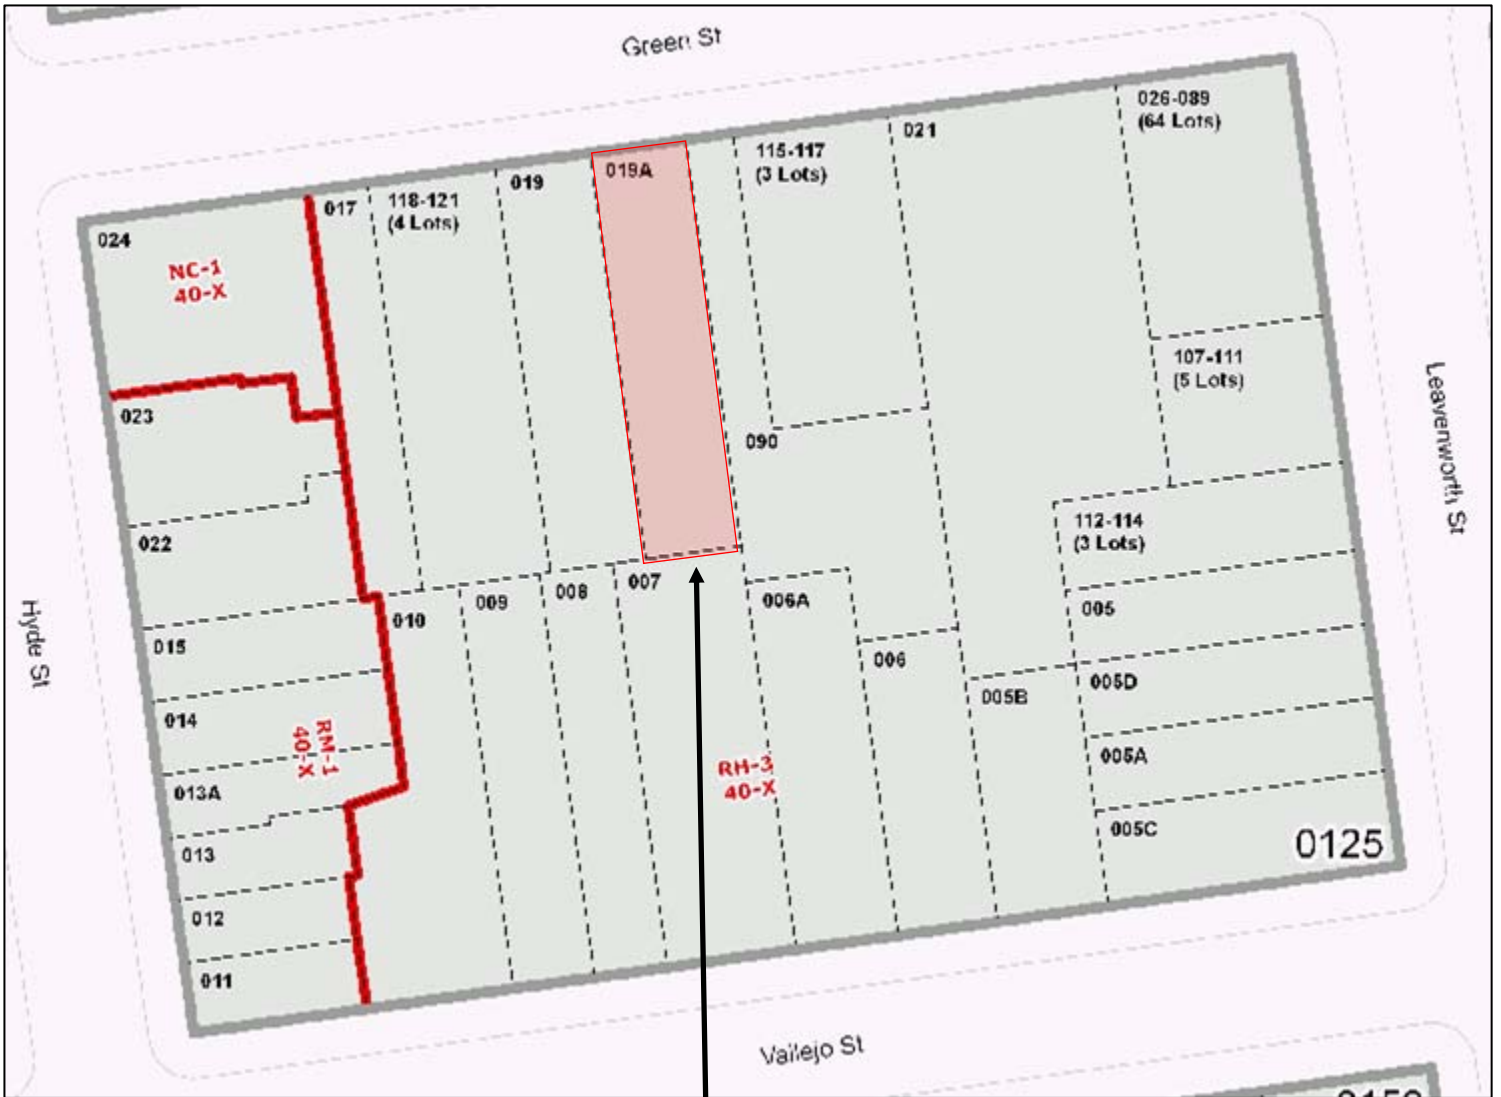 Green St
026-089
(64 Lots)
021
115-117
(3 Lots)
019A
019
118-121
(4 Lots)
017
024
NC-1
40-X
107-111
(5 Lots)
Leavenworth St
023
090
112-114
(3 Lots)
022
007
008
009
010
006A
005
Hyde St
015
006
005D
005B
014
RM-1
40-X
RH-3
40-X
005A
013A
005C
0125
013
012
011
Vallejo St